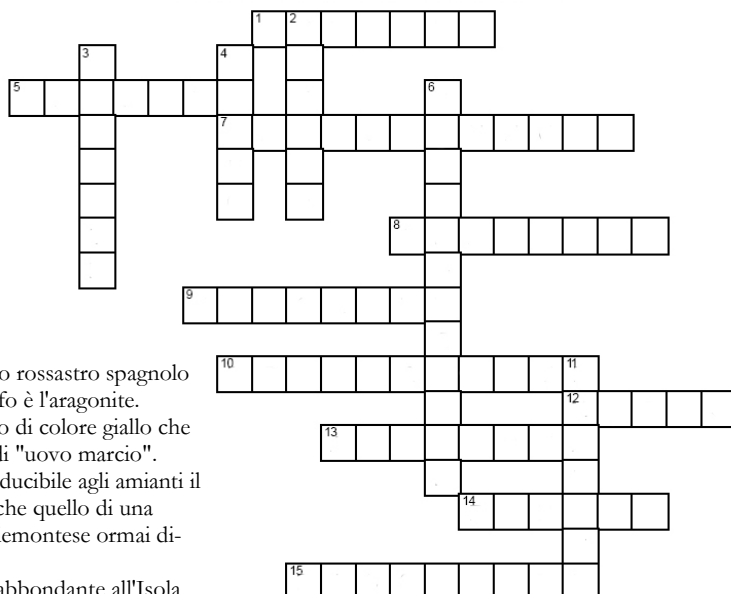 1 2
3 4
5 6
7
8
9
10 11
12
13
14
15
o rossastro spagnolo
fo è l'aragonite.
o di colore giallo che
li "uovo marcio".
ducibile agli amianti il
che quello di una
emontese ormai di-
abbondante all'Isola